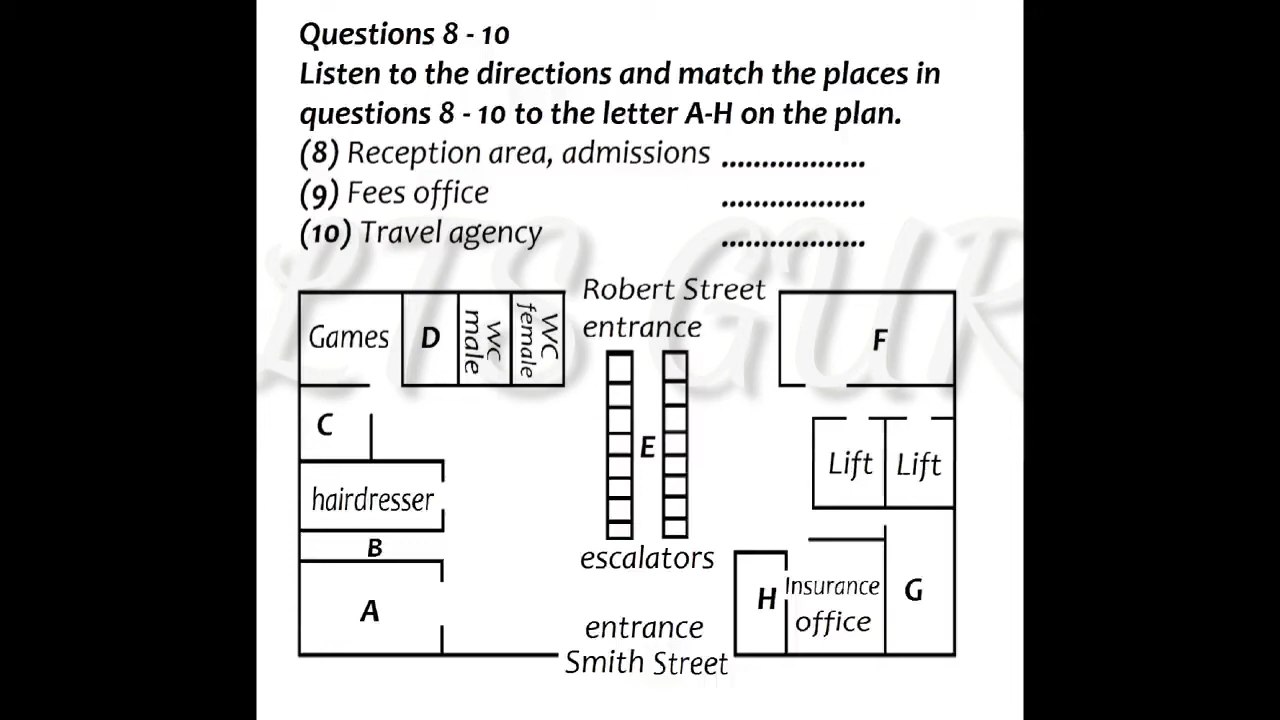 Questions 8 - 10
Listen to the directions and match the places in
questions 8 - 10 to the letter A-H on the plan.
(8) Reception area, admissions ..................
(9) Fees office ..................
(10) Travel agency ..................
LTS GUR
Robert Street
entrance
Games
D
WC
male
WC
female
F
C
E
Lift
Lift
hairdresser
B
escalators
A
H
Insurance
office
G
entrance
Smith Street